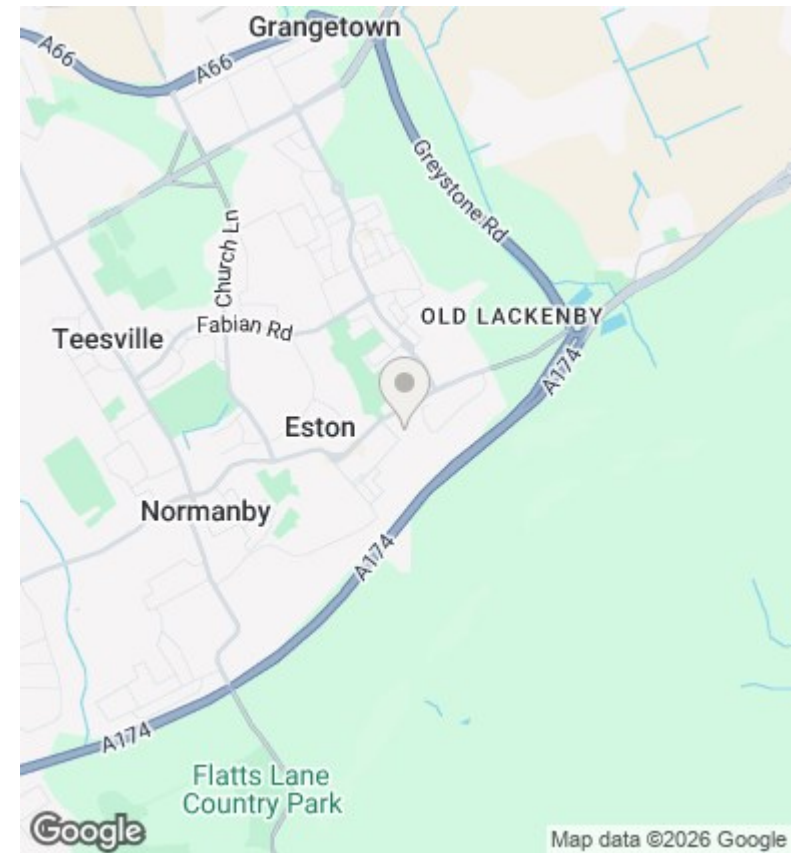 Grangetown
A66
A66
Greystone Rd
Church Ln
OLD LACKENBY
Fabian Rd
Teesville
A174
Eston
Normanby
A174
A174
Flatts Lane
Country Park
Google
Map data ©2026 Google